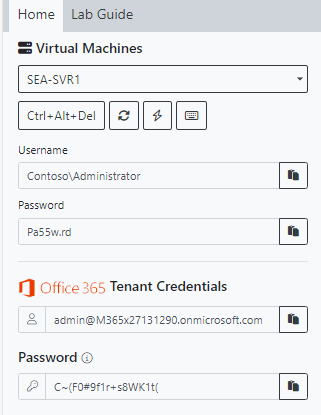 Home Lab Guide
Virtual Machines
SEA-SVR1
Ctrl+Alt+Del
Username
Contoso\Administrator
Password
Pa55w.rd
Office 365 Tenant Credentials
admin@M365x27131290.onmicrosoft.com
Password
C~(F0#9f1r+s8WK1t(